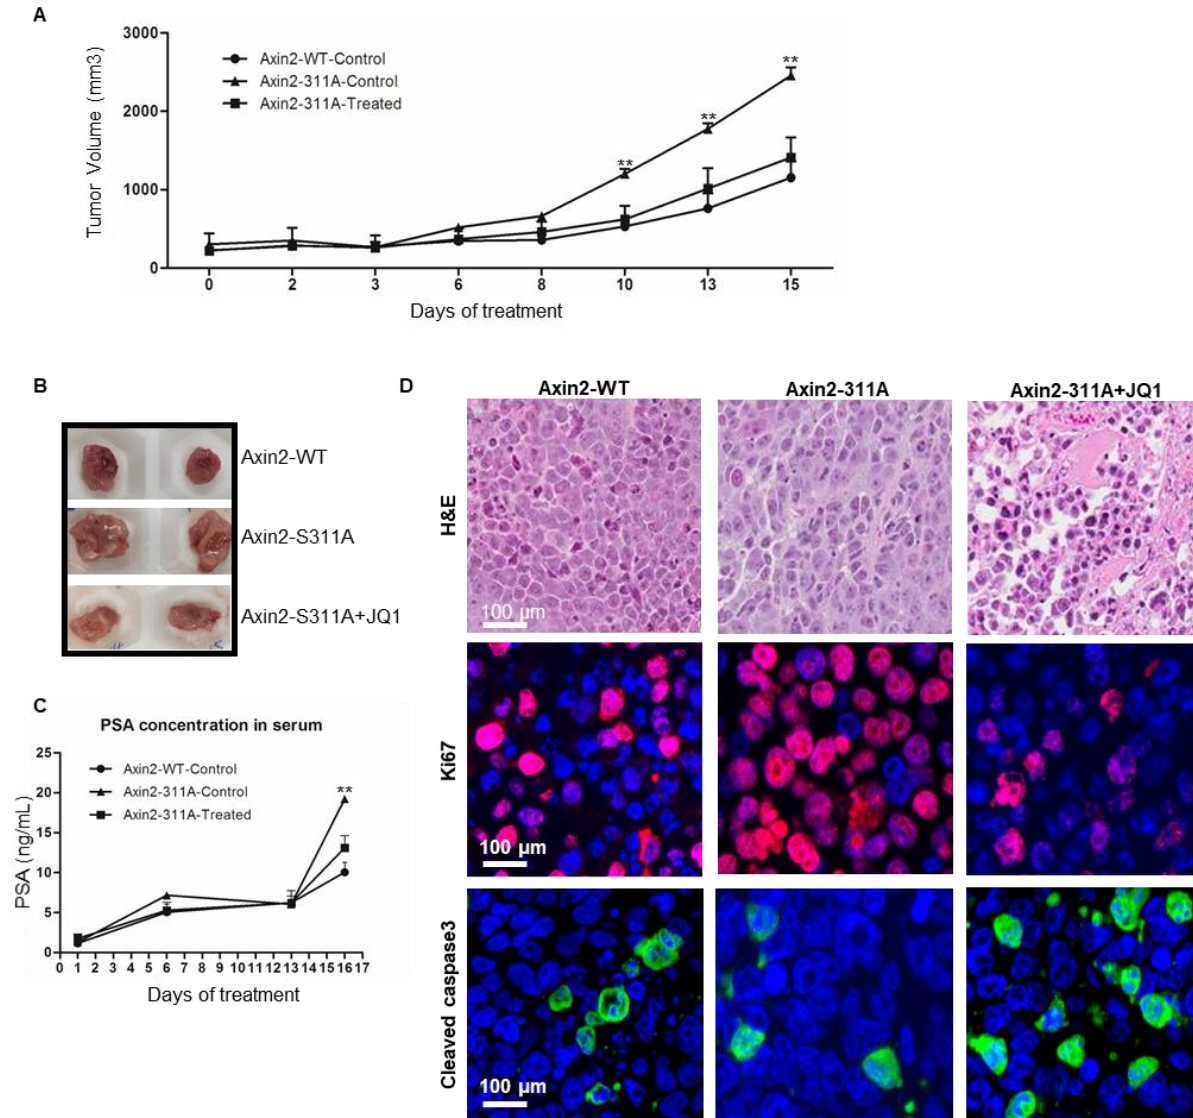 A
Tumor Volume (mm3)
3000
2000
1000
0
Axin2-WT-Control
Axin2-311A-Control
Axin2-311A-Treated
**
**
**
0 2 3 6 8 10 13 15
Days of treatment
B
Axin2-WT
Axin2-S311A
Axin2-S311A+JQ1
C
PSA concentration in serum
PSA (ng/mL)
25
20
15
10
5
0
Axin2-WT-Control
Axin2-311A-Control
Axin2-311A-Treated
**
0 1 2 3 4 5 6 7 8 9 10 11 12 13 14 15 16 17
Days of treatment
D
Axin2-WT Axin2-311A Axin2-311A+JQ1
H&E
100 µm
Ki67
100 µm
Cleaved caspase3
100 µm